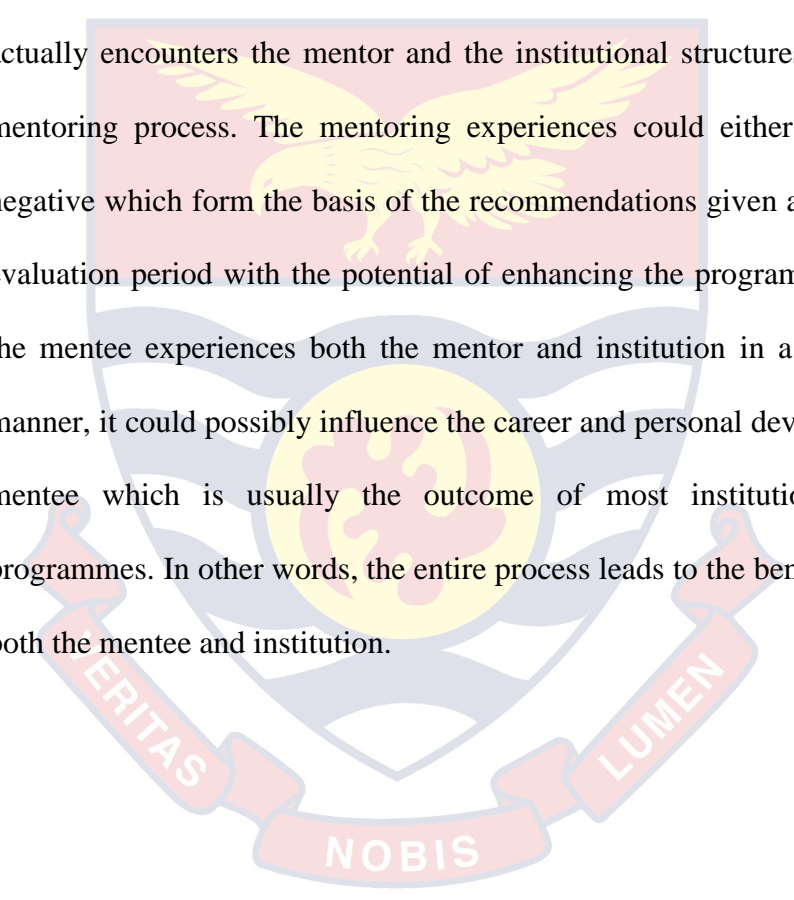 actually encounters the mentor and the institutional structures
mentoring process. The mentoring experiences could either
negative which form the basis of the recommendations given
evaluation period with the potential of enhancing the
the mentee experiences both the mentor and institution in a
manner, it could possibly influence the career and personal
mentee which is usually the outcome of most
programmes. In other words, the entire process leads to the
both the mentee and institution.
VERITAS
NOBIS
LUMEN